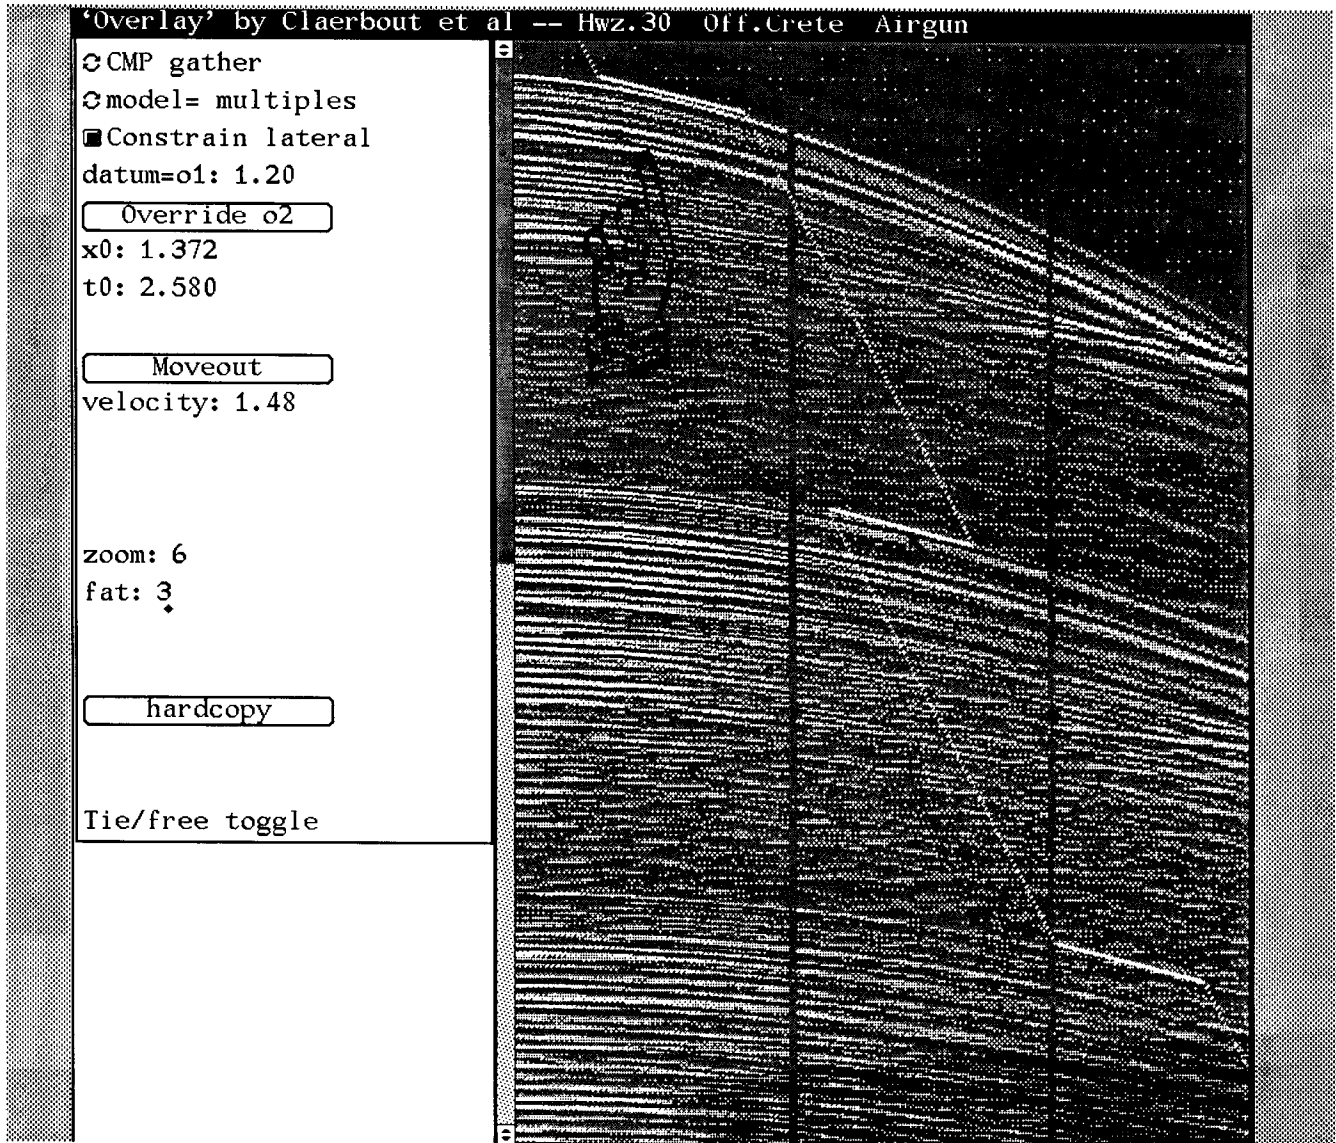 ‘Overlay’ by Claerbout et al -- Hwz.30 Off.Crete Airgun
CMP gather
model= multiples
Constrain lateral
datum=o1: 1.20
Override o2
x0: 1.372
t0: 2.580
Moveout
velocity: 1.48
zoom: 6
fat: 3
hardcopy
Tie/free toggle